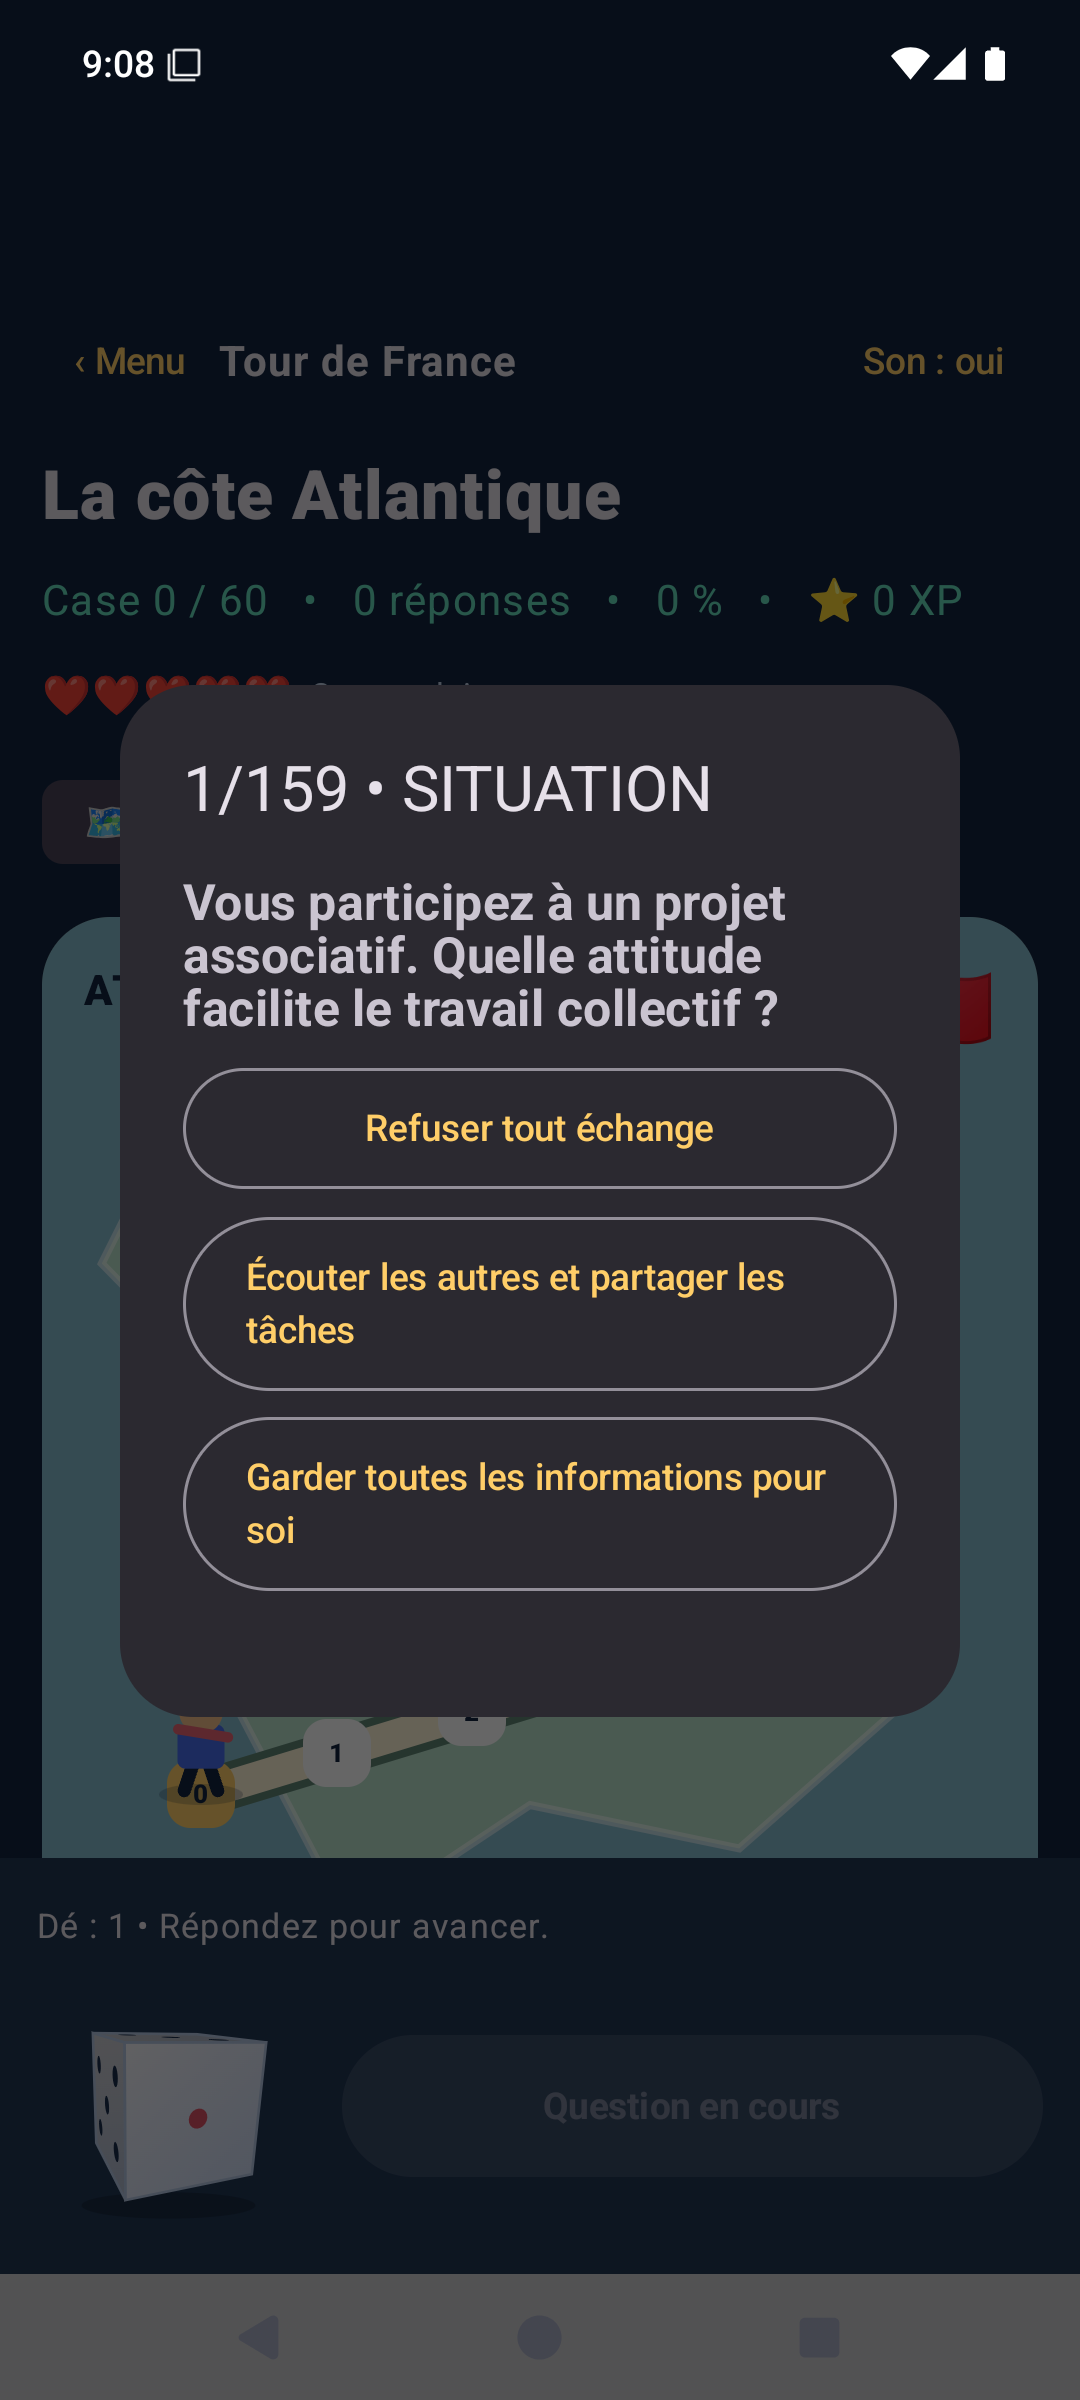 9:08
‹ Menu Tour de France Son : oui
La côte Atlantique
Case 0 / 60 • 0 réponses • 0 % • ⭐ 0 XP
1/159 • SITUATION
Vous participez à un projet
associatif. Quelle attitude
facilite le travail collectif ?
Refuser tout échange
Écouter les autres et partager les
tâches
Garder toutes les informations pour
soi
1
0
Dé : 1 • Répondez pour avancer.
Question en cours